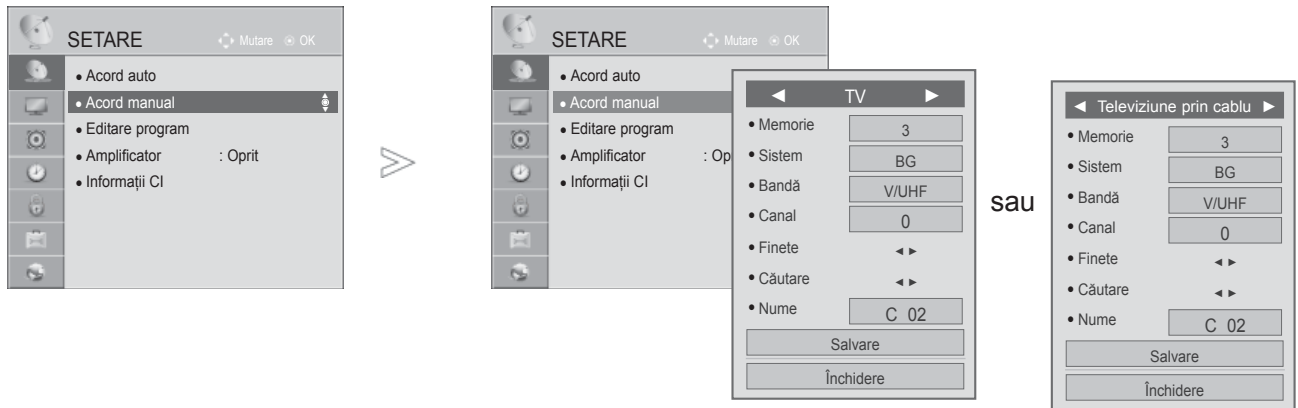 SETARE
Mutare OK
• Acord auto
• Acord manual
• Editare program
• Amplificator : Oprit
• Informații CI
SETARE
Mutare OK
• Acord auto
• Acord manual
• Editare program
• Amplificator : Op
• Informații CI
◄ TV ►
• Memorie 3
• Sistem BG
• Bandă V/UHF
• Canal 0
• Finete ◄ ►
• Căutare ◄ ►
• Nume C 02
Salvare
Închidere
sau
◄ Televiziune prin cablu ►
• Memorie 3
• Sistem BG
• Bandă V/UHF
• Canal 0
• Finete ◄ ►
• Căutare ◄ ►
• Nume C 02
Salvare
Închidere